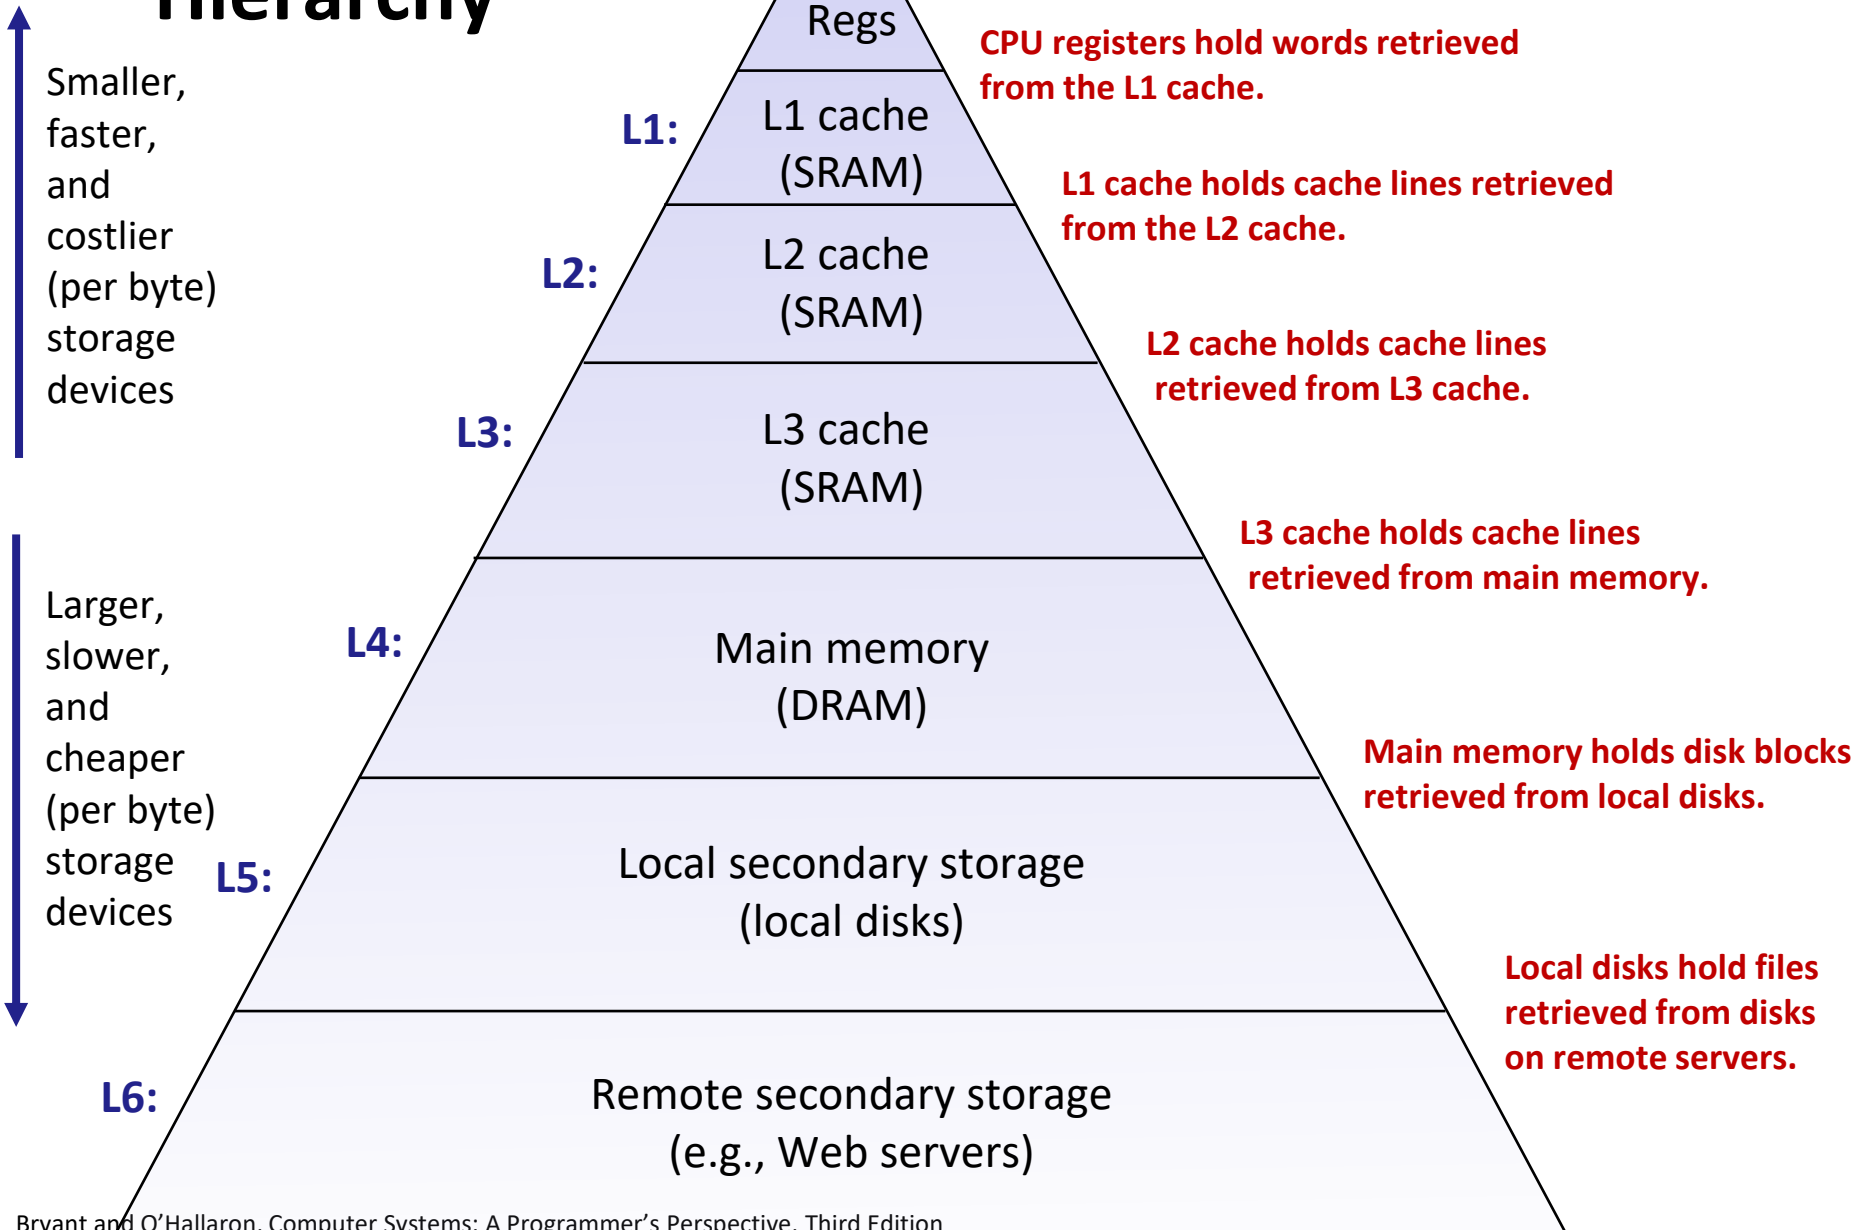 Hierarchy
Regs
CPU registers hold words retrieved
from the L1 cache.
Smaller,
faster,
and
costlier
(per byte)
storage
devices
L1:
L1 cache
(SRAM)
L1 cache holds cache lines retrieved
from the L2 cache.
L2:
L2 cache
(SRAM)
L2 cache holds cache lines
retrieved from L3 cache.
L3:
L3 cache
(SRAM)
L3 cache holds cache lines
retrieved from main memory.
Larger,
slower,
and
cheaper
(per byte)
storage
devices
L4:
Main memory
(DRAM)
Main memory holds disk blocks
retrieved from local disks.
L5:
Local secondary storage
(local disks)
Local disks hold files
retrieved from disks
on remote servers.
L6:
Remote secondary storage
(e.g., Web servers)
Bryant and O'Hallaron, Computer Systems: A Programmer's Perspective, Third Edition